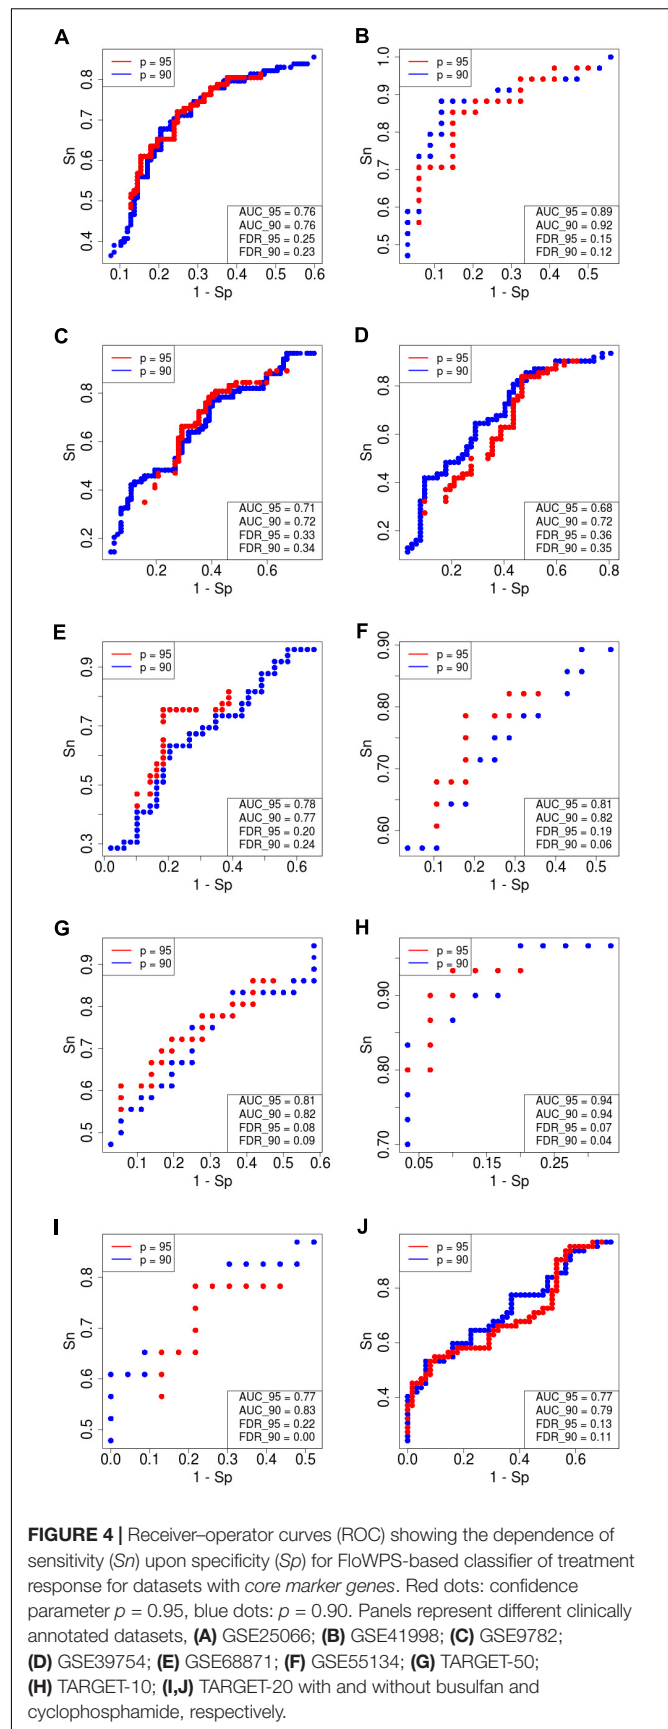 A
p = 95
p = 90
0.8
0.7
0.6
0.5
0.4
Sn
AUC_95 = 0.76
AUC_90 = 0.76
FDR_95 = 0.25
FDR_90 = 0.23
0.1 0.2 0.3 0.4 0.5 0.6
1 - Sp
B
p = 95
p = 90
1.0
0.9
0.8
0.7
0.6
0.5
Sn
AUC_95 = 0.89
AUC_90 = 0.92
FDR_95 = 0.15
FDR_90 = 0.12
0.1 0.2 0.3 0.4 0.5
1 - Sp
C
p = 95
p = 90
0.8
0.6
0.4
0.2
Sn
AUC_95 = 0.71
AUC_90 = 0.72
FDR_95 = 0.33
FDR_90 = 0.34
0.2 0.4 0.6
1 - Sp
D
p = 95
p = 90
0.8
0.6
0.4
0.2
Sn
AUC_95 = 0.68
AUC_90 = 0.72
FDR_95 = 0.36
FDR_90 = 0.35
0.2 0.4 0.6 0.8
1 - Sp
E
p = 95
p = 90
0.9
0.7
0.5
0.3
Sn
AUC_95 = 0.78
AUC_90 = 0.77
FDR_95 = 0.20
FDR_90 = 0.24
0.0 0.2 0.4 0.6
1 - Sp
F
p = 95
p = 90
0.90
0.80
0.70
0.60
Sn
AUC_95 = 0.81
AUC_90 = 0.82
FDR_95 = 0.19
FDR_90 = 0.06
0.1 0.2 0.3 0.4 0.5
1 - Sp
G
p = 95
p = 90
0.9
0.8
0.7
0.6
0.5
Sn
AUC_95 = 0.81
AUC_90 = 0.82
FDR_95 = 0.08
FDR_90 = 0.09
0.1 0.2 0.3 0.4 0.5 0.6
1 - Sp
H
p = 95
p = 90
0.90
0.80
0.70
Sn
AUC_95 = 0.94
AUC_90 = 0.94
FDR_95 = 0.07
FDR_90 = 0.04
0.05 0.15 0.25
1 - Sp
I
p = 95
p = 90
0.8
0.7
0.6
0.5
Sn
AUC_95 = 0.77
AUC_90 = 0.83
FDR_95 = 0.22
FDR_90 = 0.00
0.0 0.1 0.2 0.3 0.4 0.5
1 - Sp
J
p = 95
p = 90
0.8
0.6
0.4
Sn
AUC_95 = 0.77
AUC_90 = 0.79
FDR_95 = 0.13
FDR_90 = 0.11
0.0 0.2 0.4 0.6
1 - Sp
FIGURE 4 | Receiver–operator curves (ROC) showing the dependence of
sensitivity (Sn) upon specificity (Sp) for FloWPS-based classifier of treatment
response for datasets with core marker genes. Red dots: confidence
parameter p = 0.95, blue dots: p = 0.90. Panels represent different clinically
annotated datasets, (A) GSE25066; (B) GSE41998; (C) GSE9782;
(D) GSE39754; (E) GSE68871; (F) GSE55134; (G) TARGET-50;
(H) TARGET-10; (I,J) TARGET-20 with and without busulfan and
cyclophosphamide, respectively.